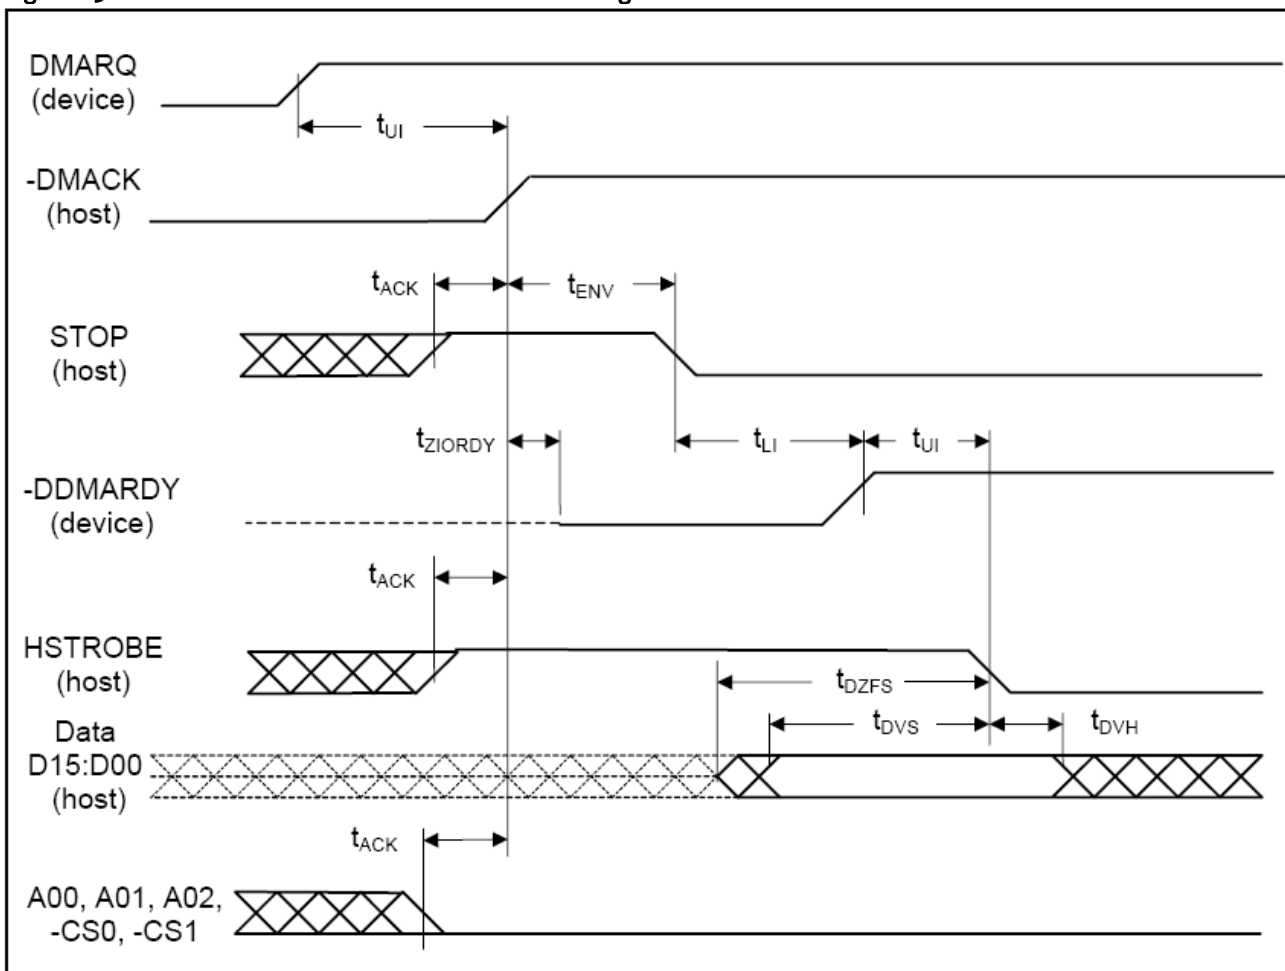 DMARQ
(device)
tUI
-DMACK
(host)
tACK
tENV
STOP
(host)
tZIORDY
tLI
tUI
-DDMARDY
(device)
tACK
HSTROBE
(host)
tDZFS
Data
tDVS
tDVH
D15:D00
(host)
tACK
A00, A01, A02,
-CS0, -CS1